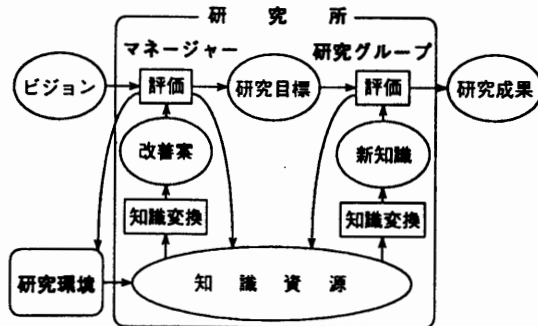 研究所
マネージャー
研究グループ
ビジョン
評価
研究目標
評価
研究成果
改善案
新知識
知識変換
知識変換
研究環境
知識資源